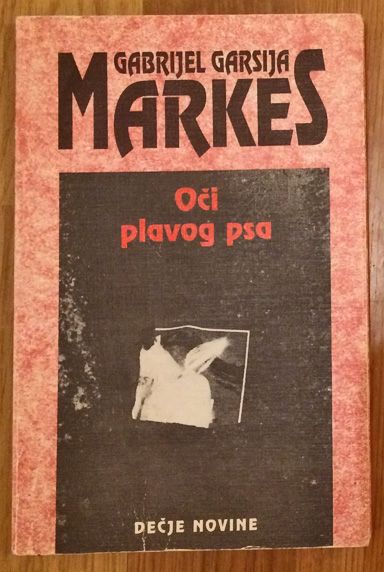 GABRIJEL GARSIJA
MARKES
Oči
plavog psa
DEČJE NOVINE